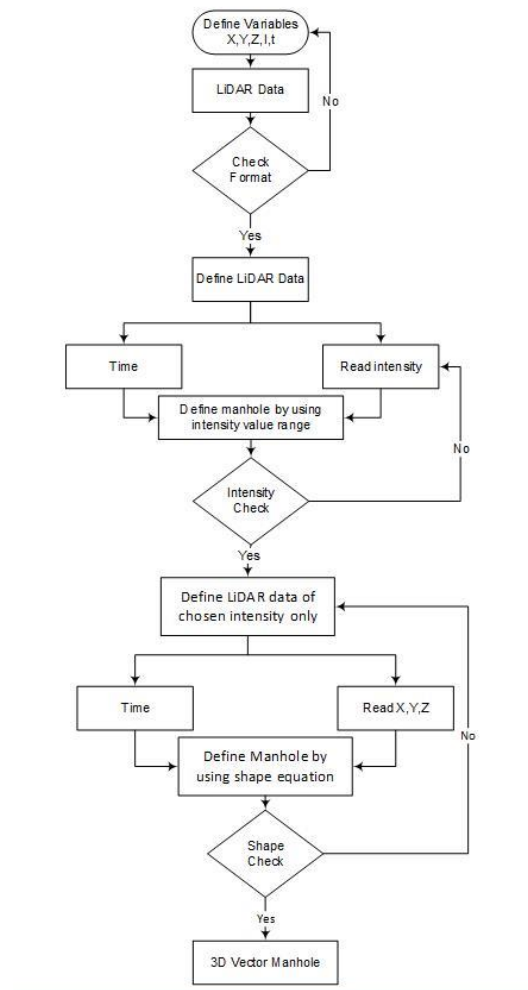 Define Variables
X,Y,Z,I,t
LiDAR Data
No
Check
Format
Yes
Define LiDAR Data
Time
Read intensity
Define manhole by using
intensity value range
No
Intensity
Check
Yes
Define LiDAR data of
chosen intensity only
Time
Read X,Y,Z
No
Define Manhole by
using shape equation
Shape
Check
Yes
3D Vector Manhole